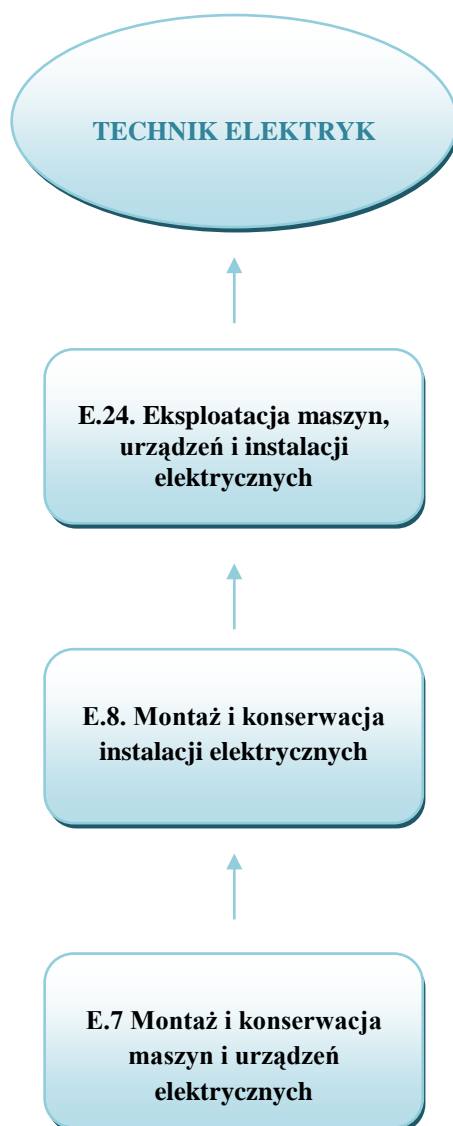 TECHNIK ELEKTRYK
E.24. Eksploatacja maszyn,
urządzeń i instalacji
elektrycznych
E.8. Montaż i konserwacja
instalacji elektrycznych
E.7 Montaż i konserwacja
maszyn i urządzeń
elektrycznych